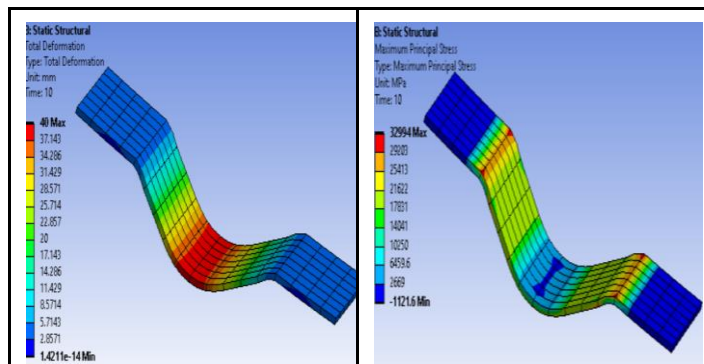 B: Static Structural
Total Deformation
Type: Total Deformation
Unit: mm
Time: 10
40 Max
37.143
34.286
31.429
28.571
25.714
22.857
20
17.143
14.286
11.429
8.5714
5.7143
2.8571
1.4211e-14 Min
B: Static Structural
Maximum Principal Stress
Type: Maximum Principal Stress
Unit: MPa
Time: 10
32994 Max
29203
25413
21622
17831
14041
10250
6459.6
2669
-1121.6 Min